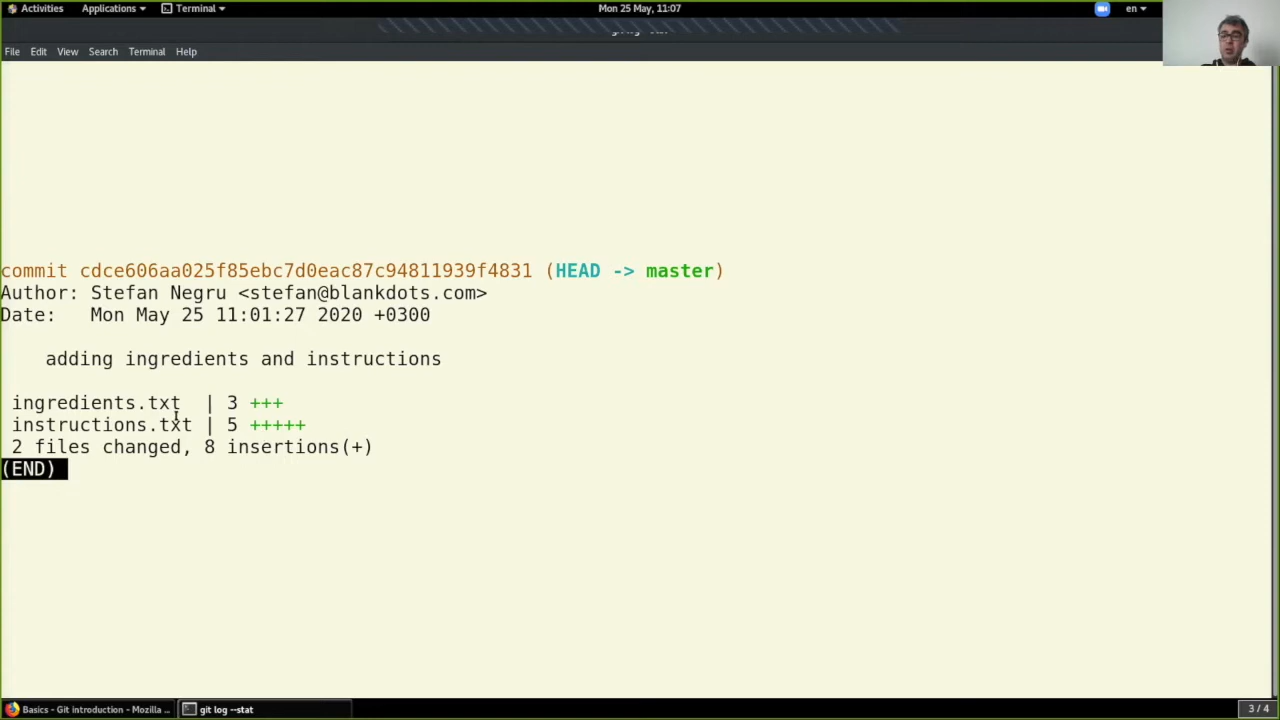 Activities Applications Terminal Mon 25 May, 11:07 en
git log --stat
File Edit View Search Terminal Help
commit cdce606aa025f85ebc7d0eac87c94811939f4831 (HEAD -> master)
Author: Stefan Negru <stefan@blankdots.com>
Date:   Mon May 25 11:01:27 2020 +0300
adding ingredients and instructions
ingredients.txt  | 3 +++
instructions.txt | 5 +++++
2 files changed, 8 insertions(+)
(END)
Basics - Git introduction - Mozilla ... git log --stat 3 / 4